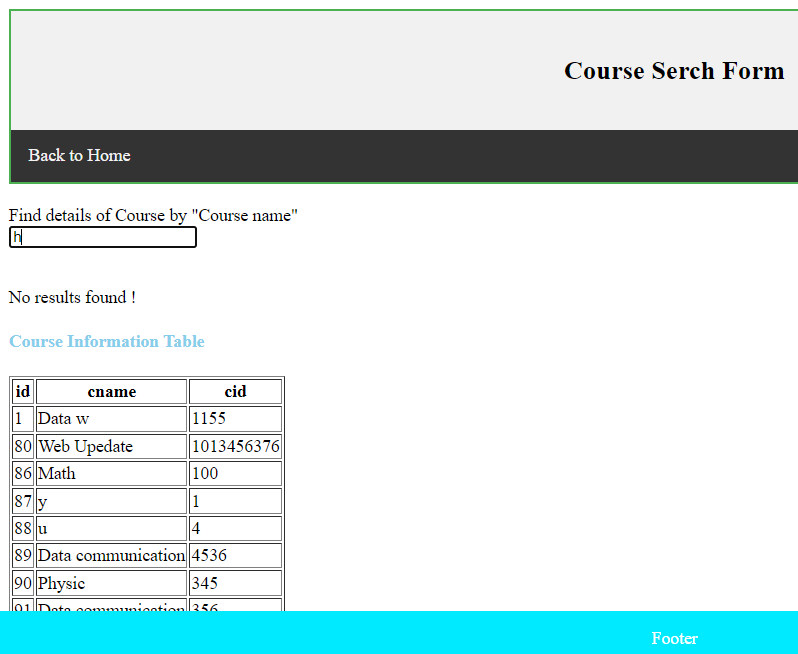 Course Serch Form
Back to Home
Find details of Course by "Course name"
h
No results found !
Course Information Table
id cname cid
1 Data w 1155
80 Web Upedate 1013456376
86 Math 100
87 y 1
88 u 4
89 Data communication 4536
90 Physic 345
91 Data communication 356
Footer